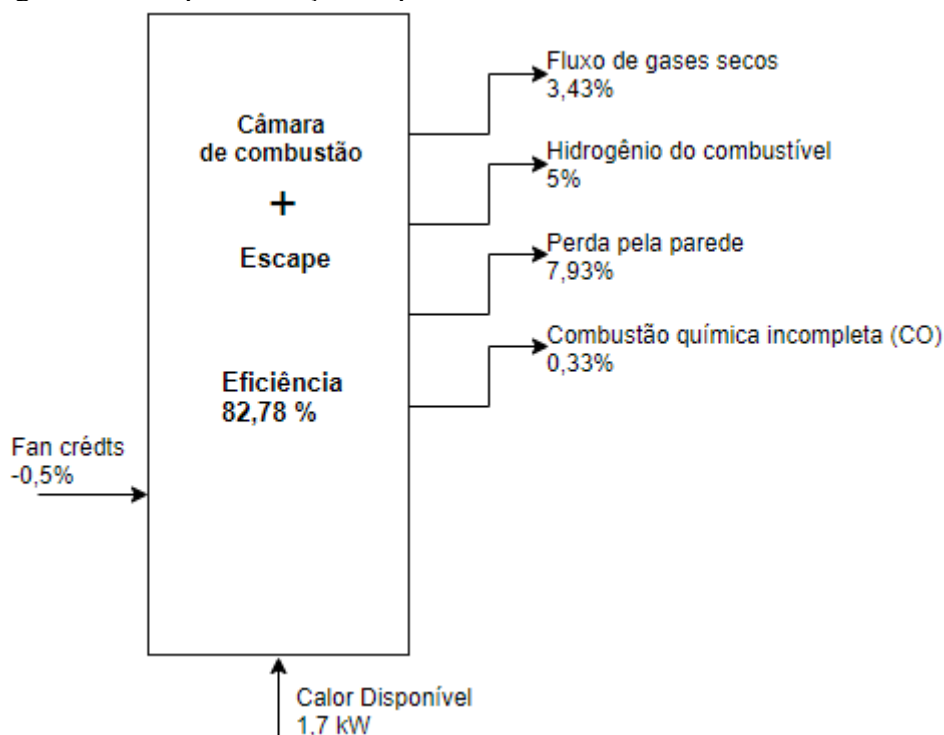 Fluxo de gases secos
3,43%
Câmara
de combustão
+
Escape
Hidrogênio do combustível
5%
Perda pela parede
7,93%
Combustão química incompleta (CO)
0,33%
Eficiência
82,78 %
Fan crédts
-0,5%
Calor Disponível
1.7 kW